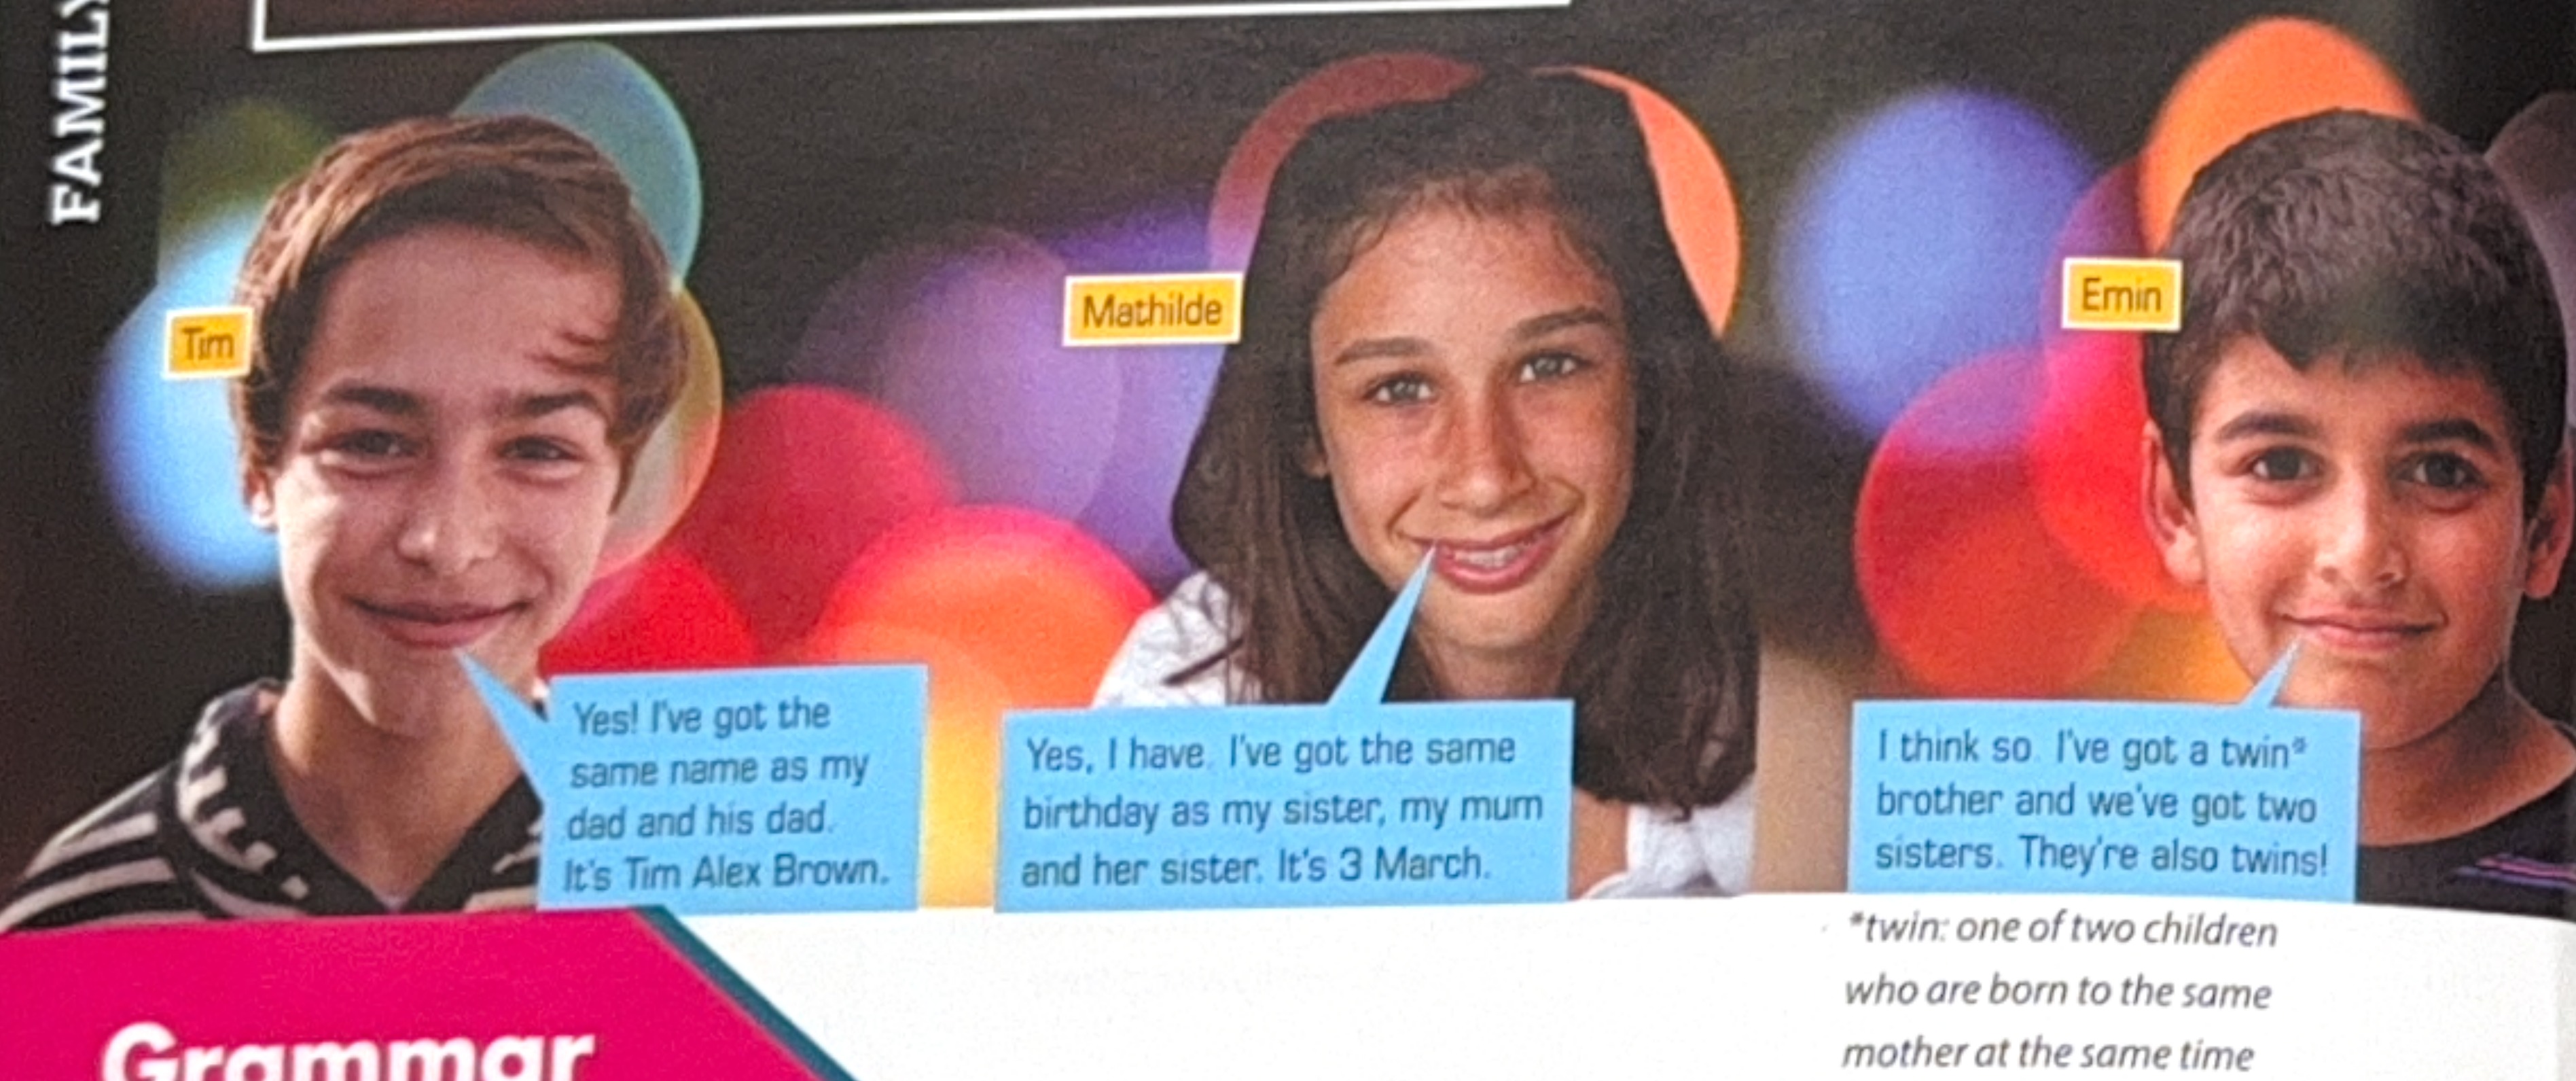 FAMILY
Tim
Mathilde
Emin
Yes! I've got the
same name as my
dad and his dad.
It's Tim Alex Brown.
Yes, I have. I've got the same
birthday as my sister, my mum
and her sister. It's 3 March.
I think so. I've got a twin*
brother and we've got two
sisters. They're also twins!
*twin: one of two children
who are born to the same
mother at the same time
Grammar